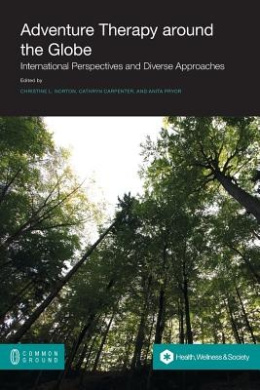 Adventure Therapy around
the Globe
International Perspectives and Diverse Approaches
Edited by
CHRISTINE L. NORTON, CATHRYN CARPENTER, AND ANITA PRYOR
COMMON
GROUND
Health, Wellness & Society